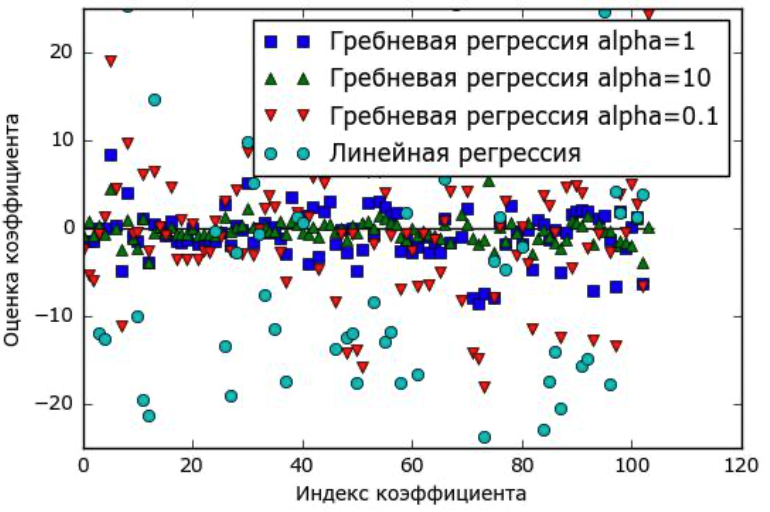 Гребневая регрессия alpha=1
Гребневая регрессия alpha=10
Гребневая регрессия alpha=0.1
Линейная регрессия
Оценка коэффициента
20
10
0
−10
−20
0 20 40 60 80 100 120
Индекс коэффициента